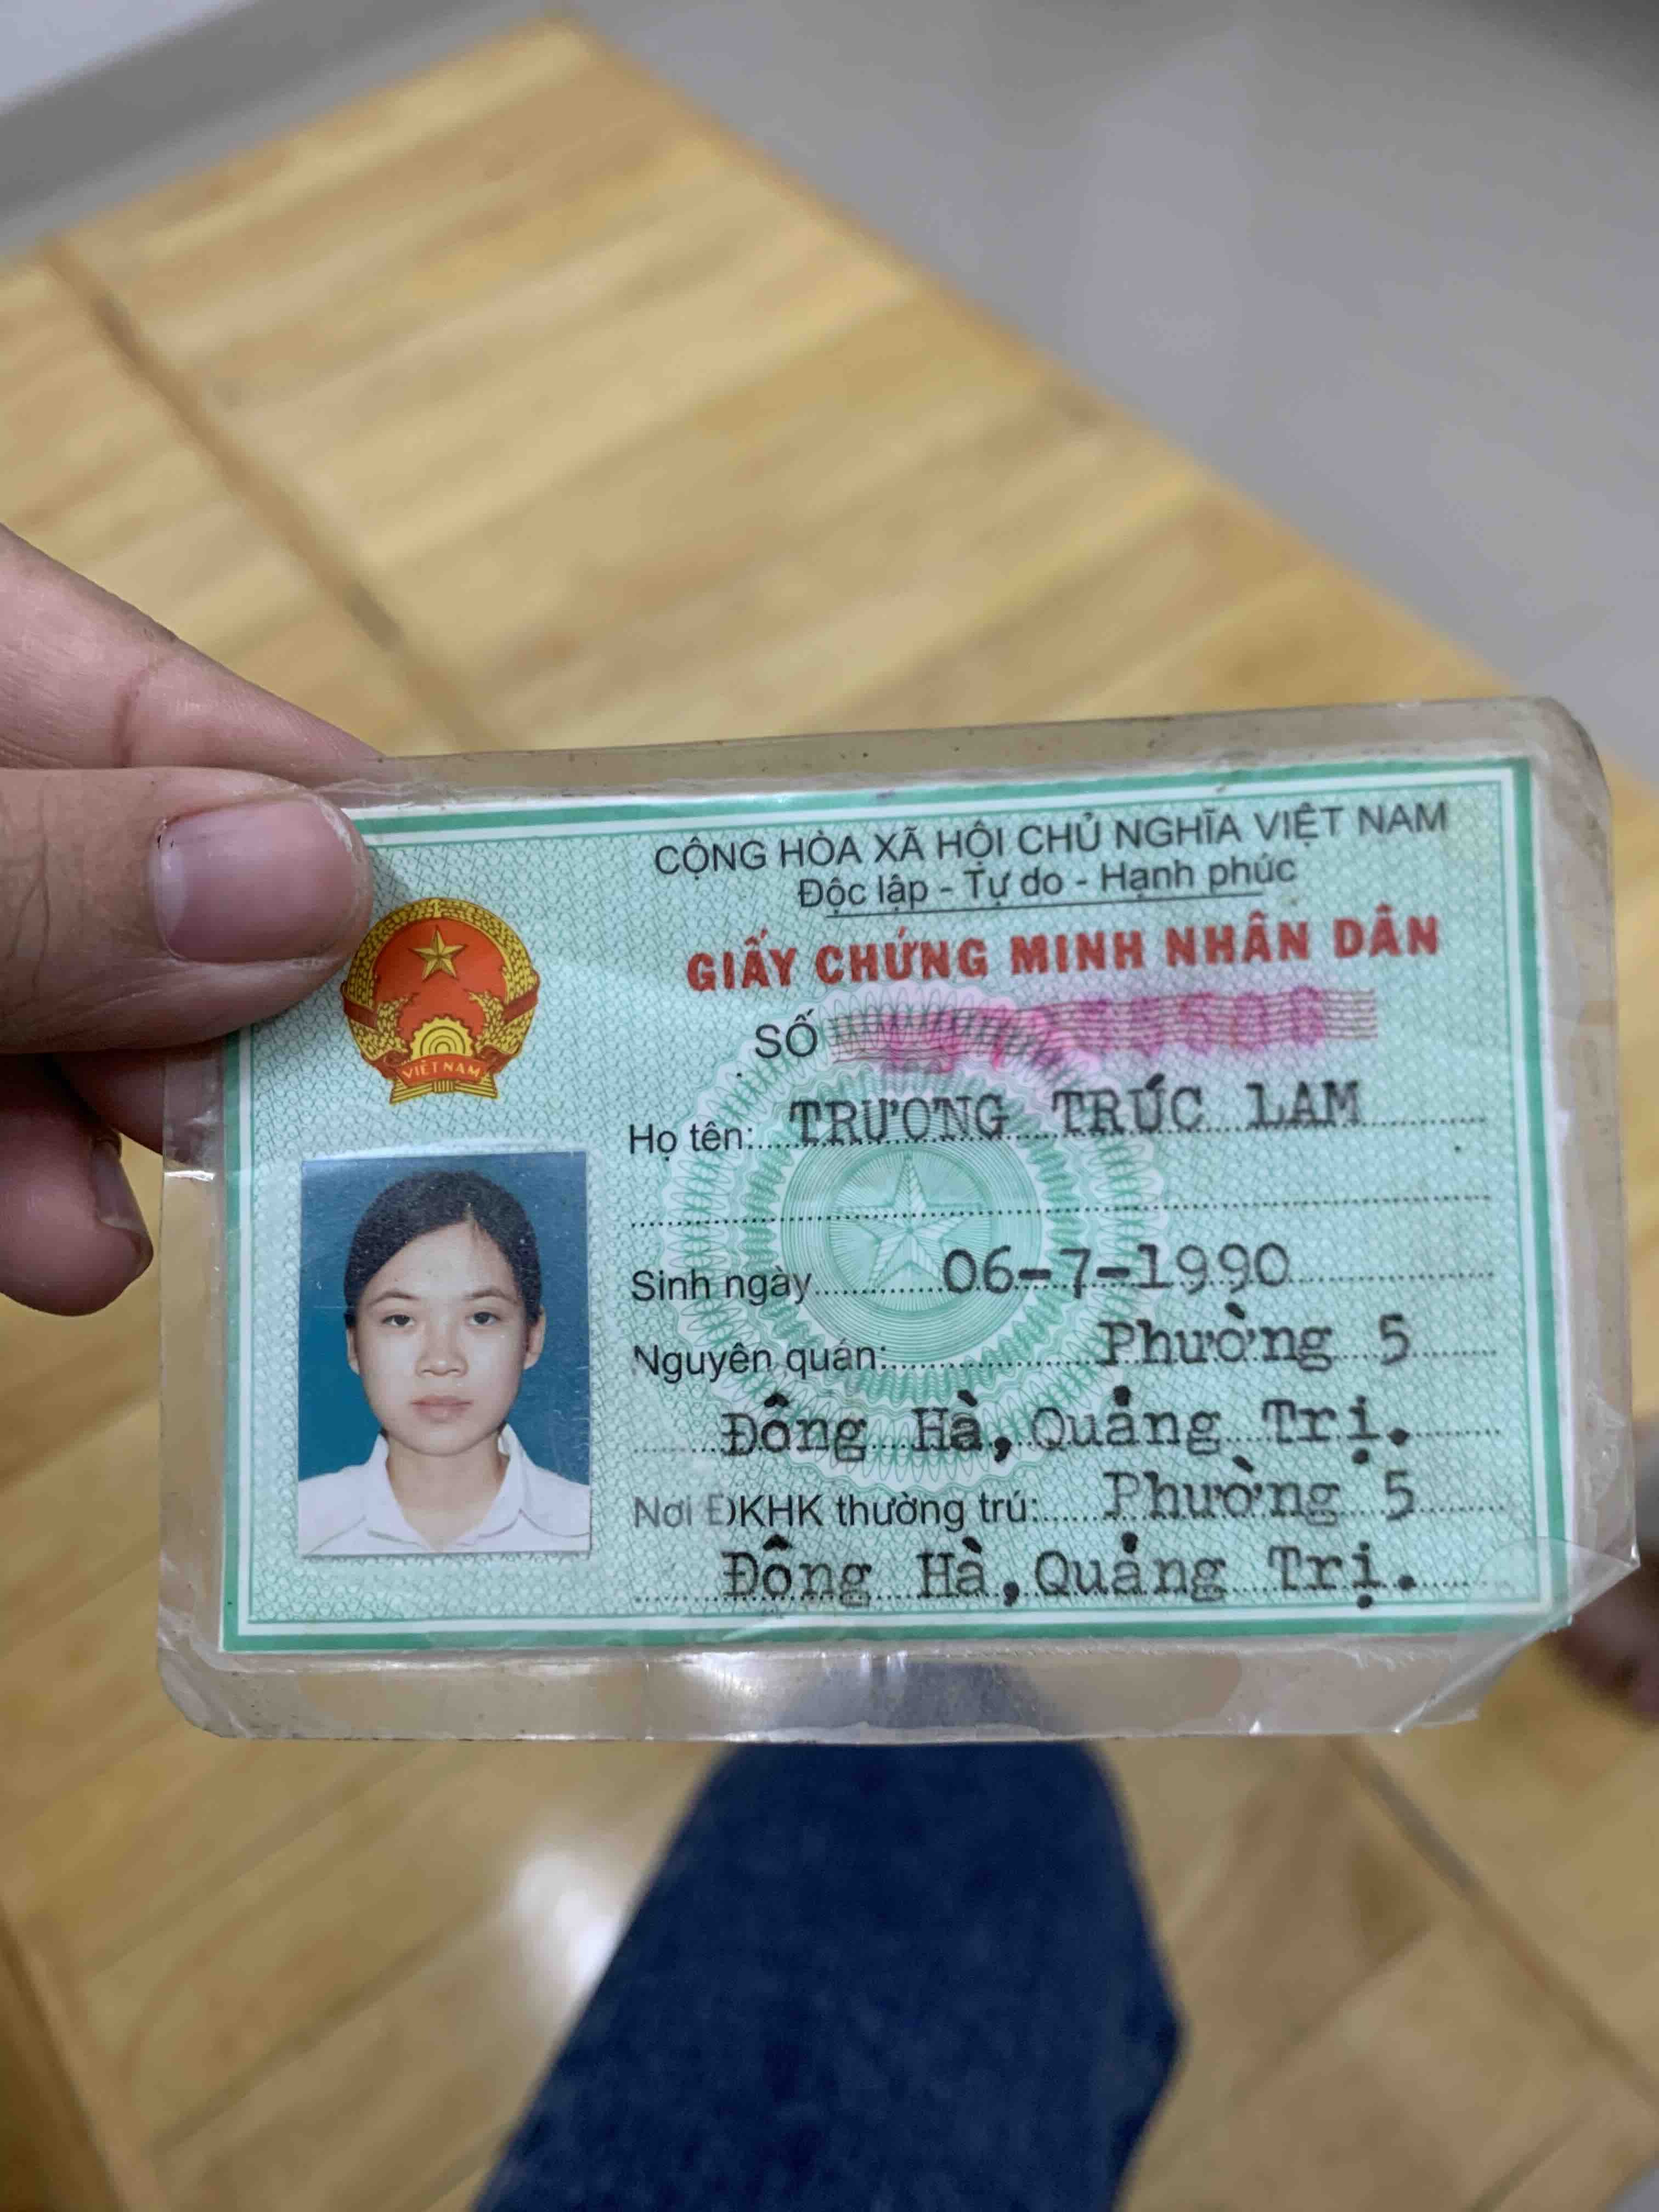 CỘNG HÒA XÃ HỘI CHỦ NGHĨA VIỆT NAM
Độc lập - Tự do - Hạnh phúc
GIẤY CHỨNG MINH NHÂN DÂN
SỐ
VIỆT NAM
Họ tên: TRƯƠNG TRÚC LAM
Sinh ngày 06-7-1990
Nguyên quán: Phường 5
Đông Hà, Quảng Trị.
Nơi ĐKHK thường trú: Phường 5
Đông Hà, Quảng Trị.